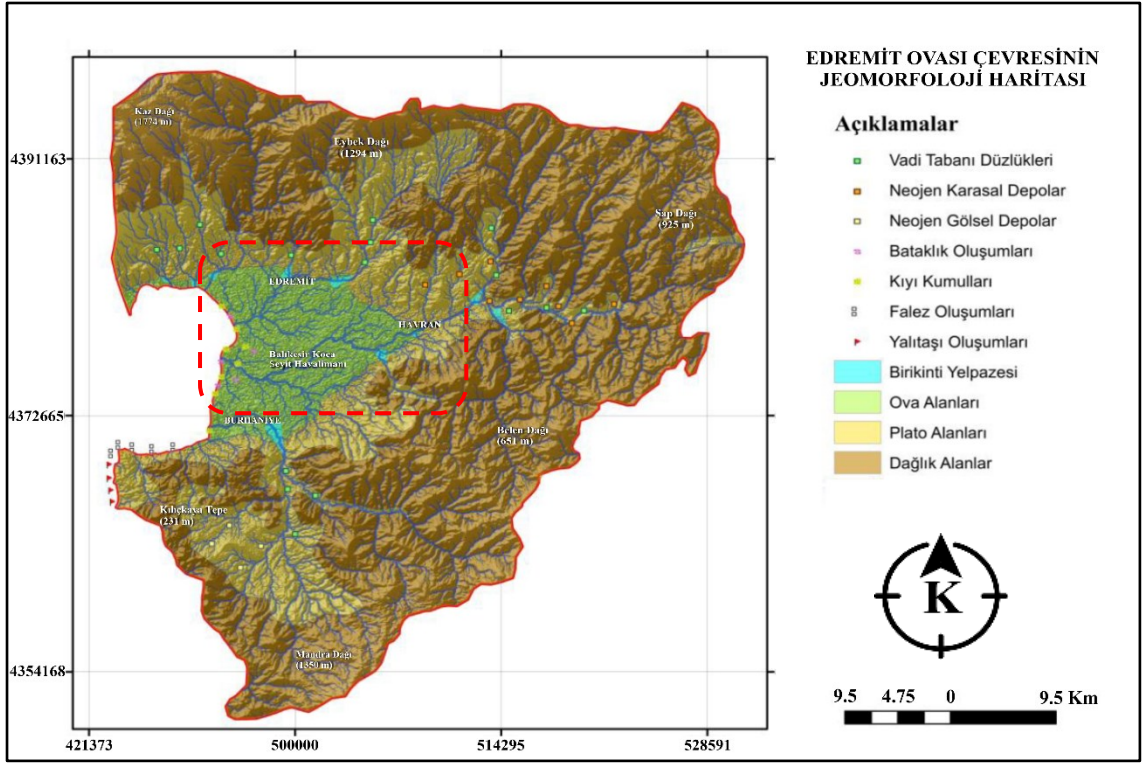 EDREMİT OVASI ÇEVRESİNİN
JEOMORFOLOJİ HARİTASI
Açıklamalar
Vadi Tabanı Düzlükleri
Neojen Karasal Depolar
Neojen Gölsel Depolar
Bataklık Oluşumları
Kıyı Kumulları
Falez Oluşumları
Yalıtaşı Oluşumları
Birikinti Yelpazesi
Ova Alanları
Plato Alanları
Dağlık Alanlar
K
9.5 4.75 0 9.5 Km
Kaz Dağı
(1774 m)
Eybek Dağı
(1294 m)
Şap Dağı
(925 m)
EDREMİT
HAVRAN
Balıkesir Koca
Seyit Havalimanı
BURHANİYE
Belen Dağı
(651 m)
Kılıçkaya Tepe
(231 m)
Madra Dağı
(1350 m)
4391163
4372665
4354168
421373
500000
514295
528591